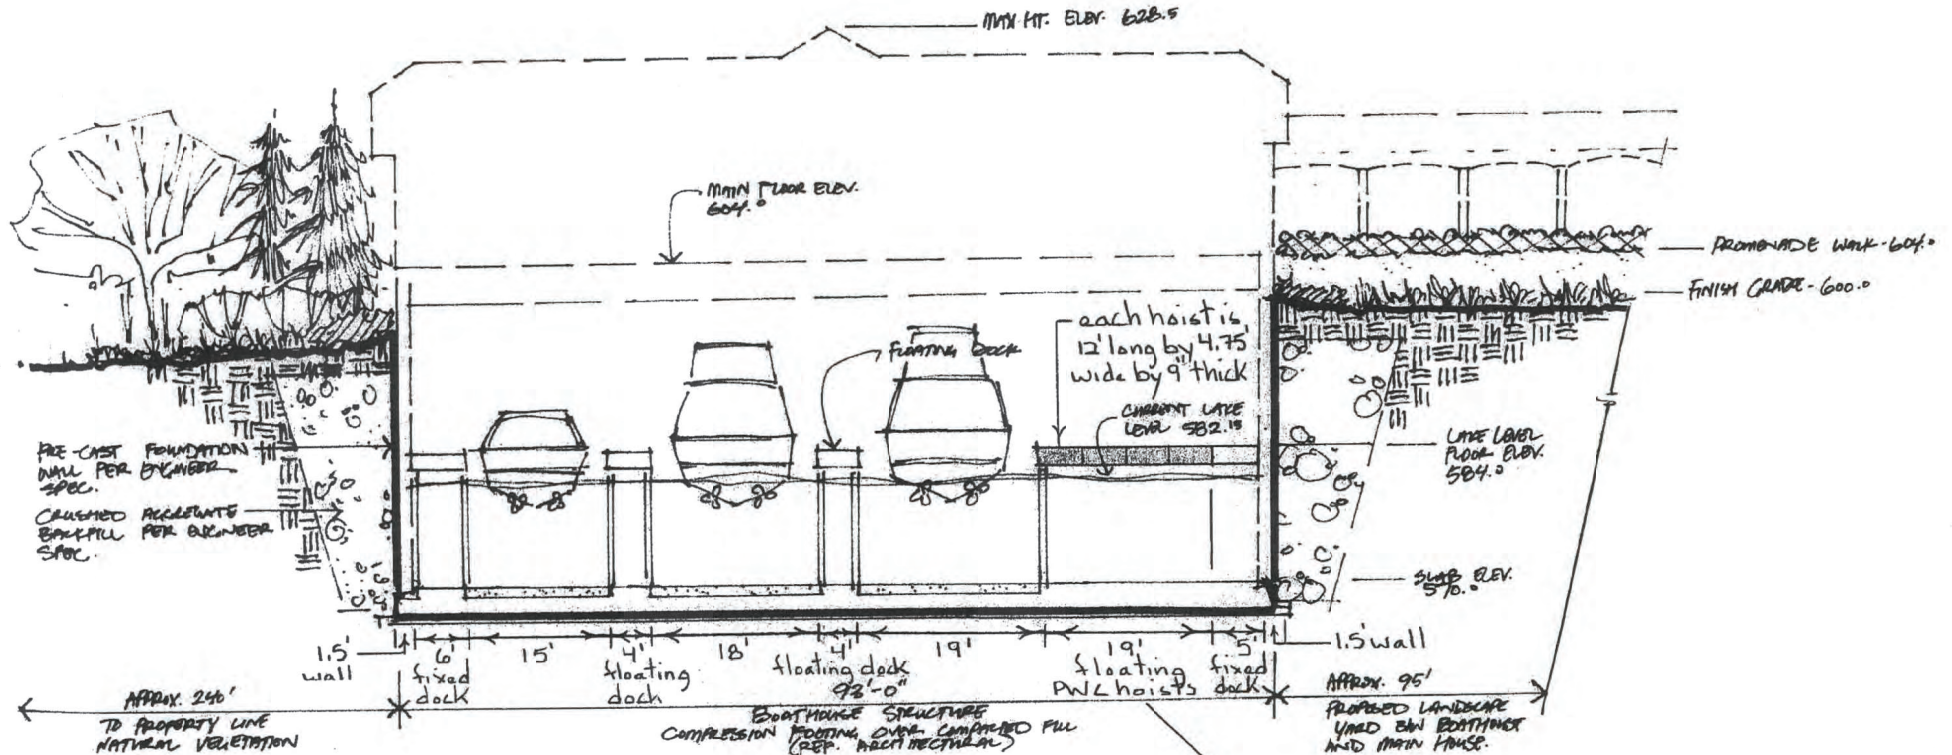 MAX HT. ELEV. 628.5
MAIN FLOOR ELEV.
604.0
PROMENADE WALK - 604.0
FINISH GRADE - 600.0
each hoist is
12' long by 4.75'
wide by 9" thick
FLOATING DOCK
CURRENT LAKE
LEVEL 582.15
PRE-CAST FOUNDATION
WALL PER ENGINEER
SPEC.
CRUSHED AGGREGATE
BACKFILL PER ENGINEER
SPEC.
LAKE LEVEL
FLOOR ELEV.
584.0
SLAB ELEV.
570.0
1.5'
wall
6'
fixed
dock
15'
4'
floating
dock
18'
4'
floating dock
19'
19'
floating
PWC hoists
5'
fixed
dock
1.5' wall
93'-0"
APPROX. 240'
TO PROPERTY LINE
NATURAL VEGETATION
BOATHOUSE STRUCTURE
COMPRESSION FOOTING OVER COMPACTED FILL
(REF. ARCHITECTURAL)
APPROX. 95'
PROPOSED LANDSCAPE
YARD B/W BOATHOUSE
AND MAIN HOUSE.